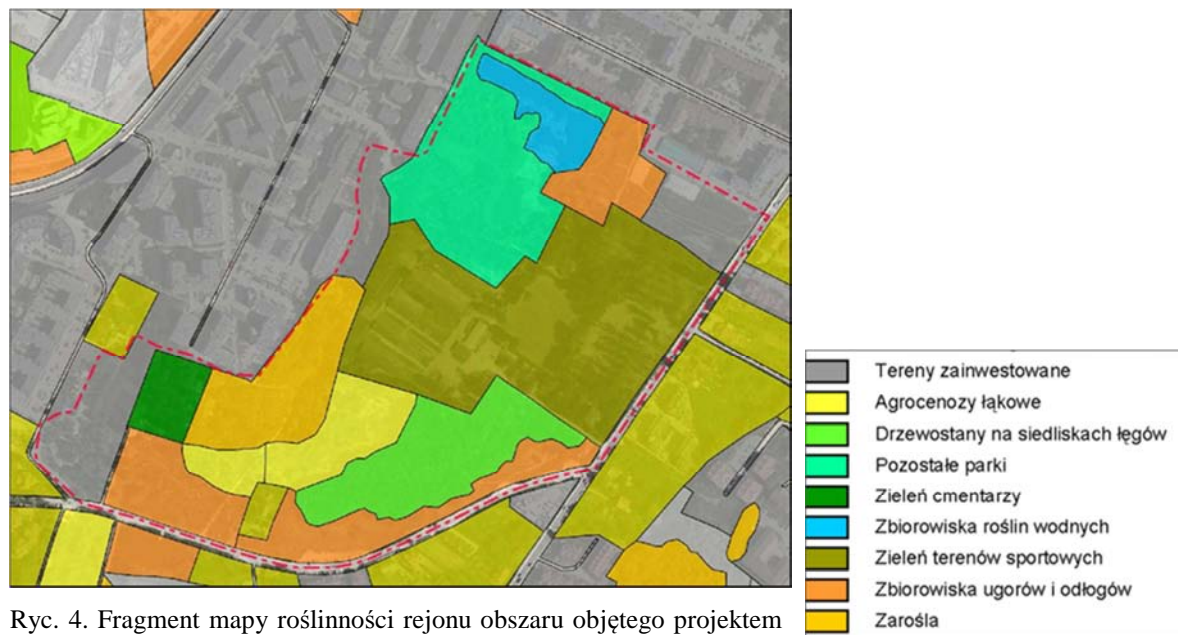 Tereny zainwestowane
Agrocenozy łąkowe
Drzewostany na siedliskach łęgów
Pozostałe parki
Zieleń cmentarzy
Zbiorowiska roślin wodnych
Zieleń terenów sportowych
Zbiorowiska ugorów i odłogów
Zarośla
Ryc. 4. Fragment mapy roślinności rejonu obszaru objętego projektem